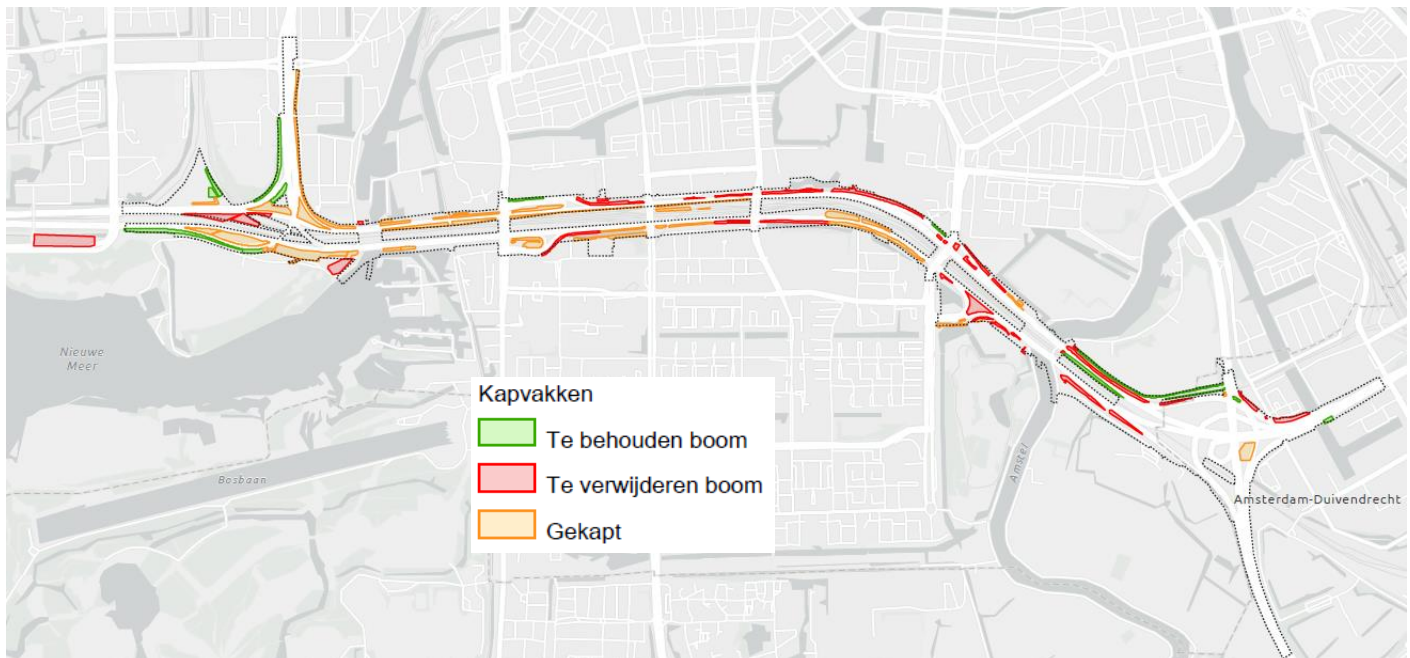 Nieuwe
Meer
Kapvakken
Te behouden boom
Te verwijderen boom
Gekapt
Bosbaan
Amstel
Amsterdam-Duivendrecht